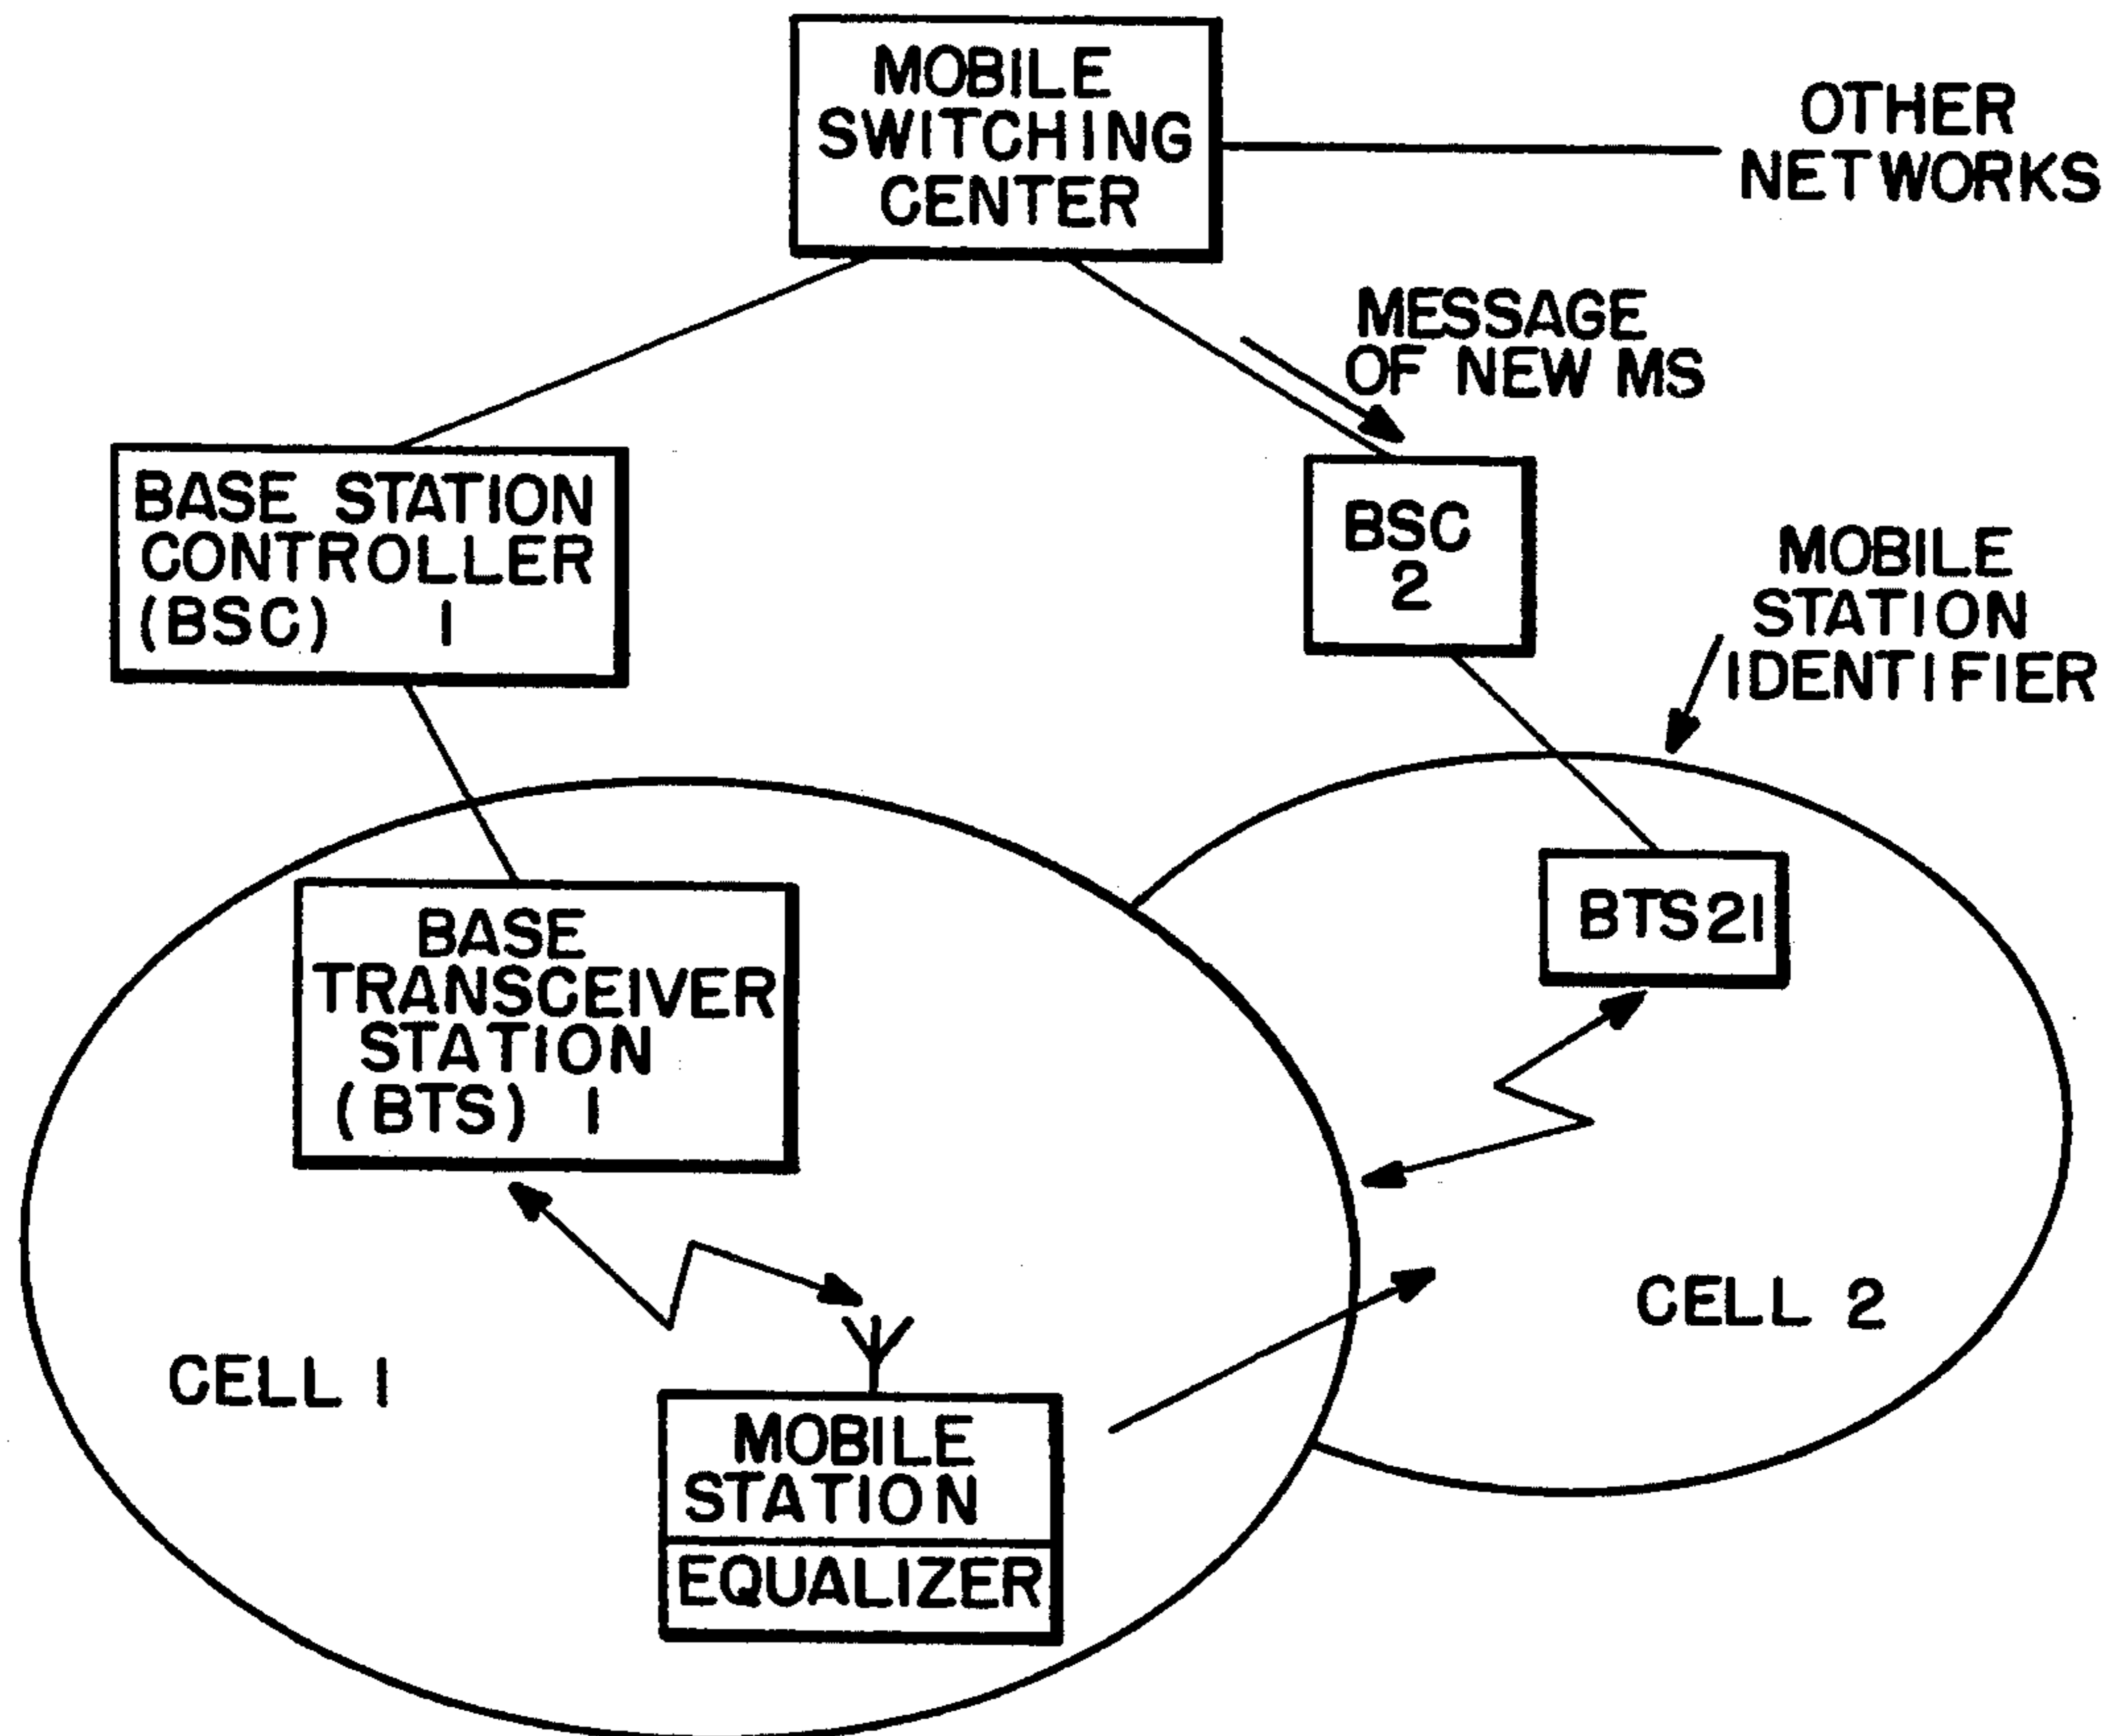 MOBILE
SWITCHING
CENTER
OTHER
NETWORKS
MESSAGE
OF NEW MS
BASE STATION
CONTROLLER
(BSC) 1
BSC
2
MOBILE
STATION
IDENTIFIER
BASE
TRANSCEIVER
STATION
(BTS) 1
BTS21
CELL 1
CELL 2
MOBILE
STATION
EQUALIZER